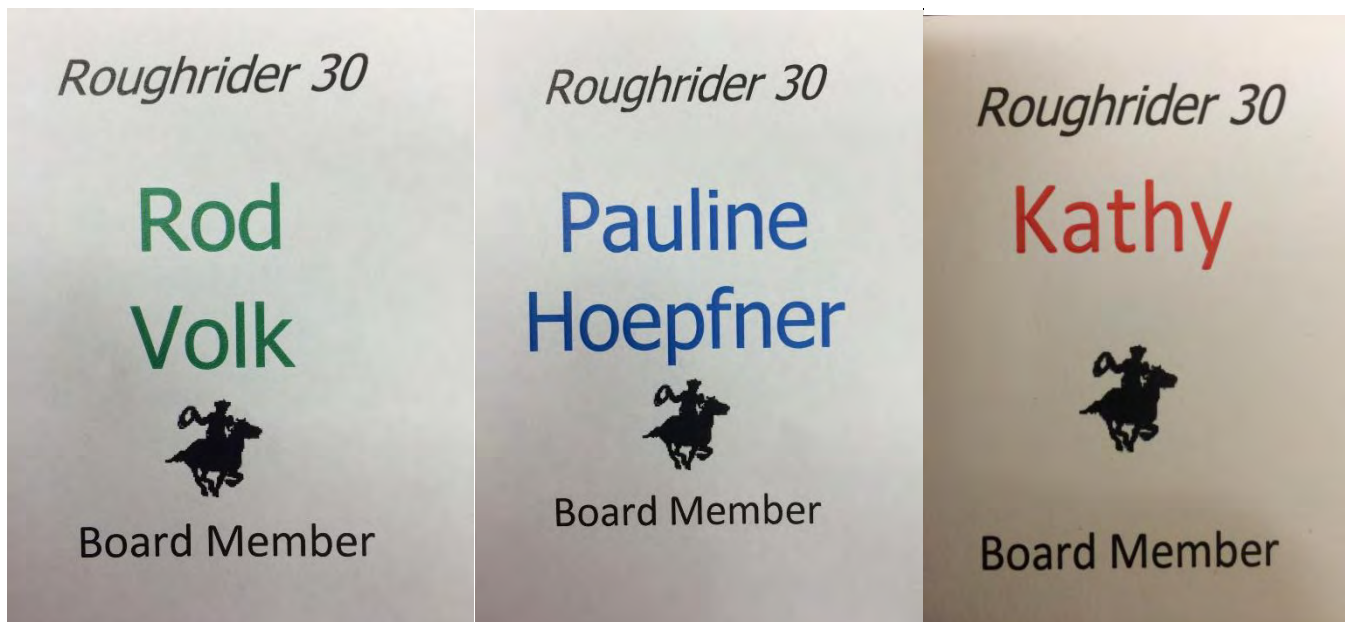 Roughrider 30
Rod
Volk
Board Member
Roughrider 30
Pauline
Hoepfner
Board Member
Roughrider 30
Kathy
Board Member